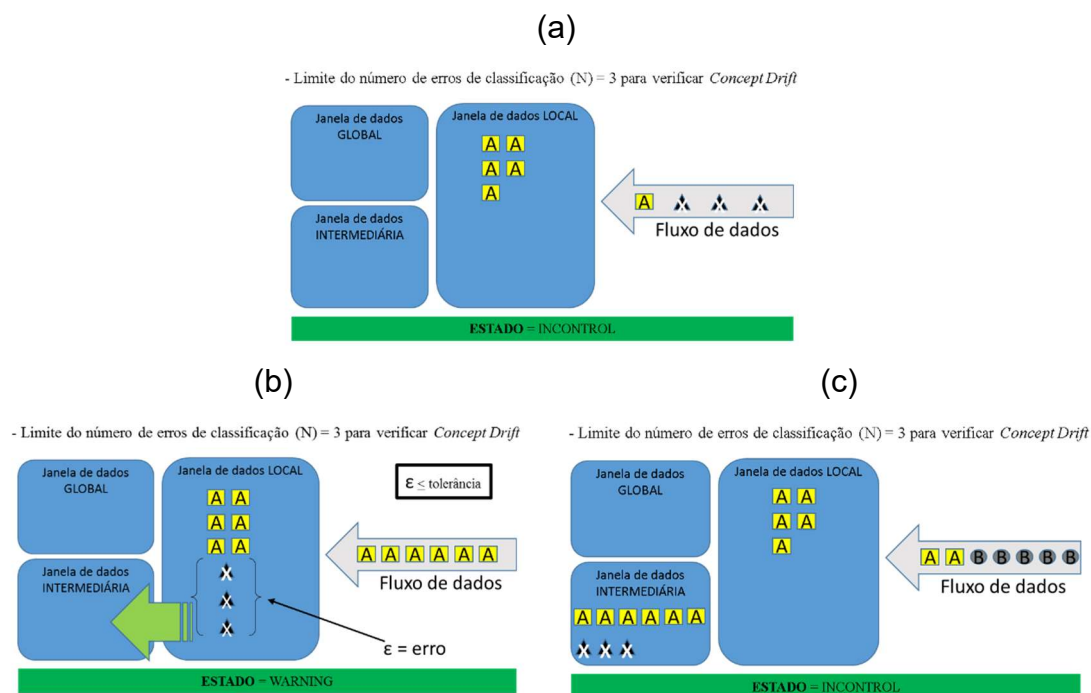 (a)
- Limite do número de erros de classificação (N) = 3 para verificar Concept Drift
Janela de dados
GLOBAL
Janela de dados LOCAL
A A
A A
A
Janela de dados
INTERMEDIÁRIA
A X X X
Fluxo de dados
ESTADO = INCONTROL
(b)
- Limite do número de erros de classificação (N) = 3 para verificar Concept Drift
Janela de dados
GLOBAL
Janela de dados LOCAL
A A
A A
A A
X
X
X
ε ≤ tolerância
A A A A A A
Fluxo de dados
Janela de dados
INTERMEDIÁRIA
ε = erro
ESTADO = WARNING
(c)
- Limite do número de erros de classificação (N) = 3 para verificar Concept Drift
Janela de dados
GLOBAL
Janela de dados LOCAL
A A
A A
A
A A B B B B B
Fluxo de dados
Janela de dados
INTERMEDIÁRIA
A A A A A A
X X X
ESTADO = INCONTROL